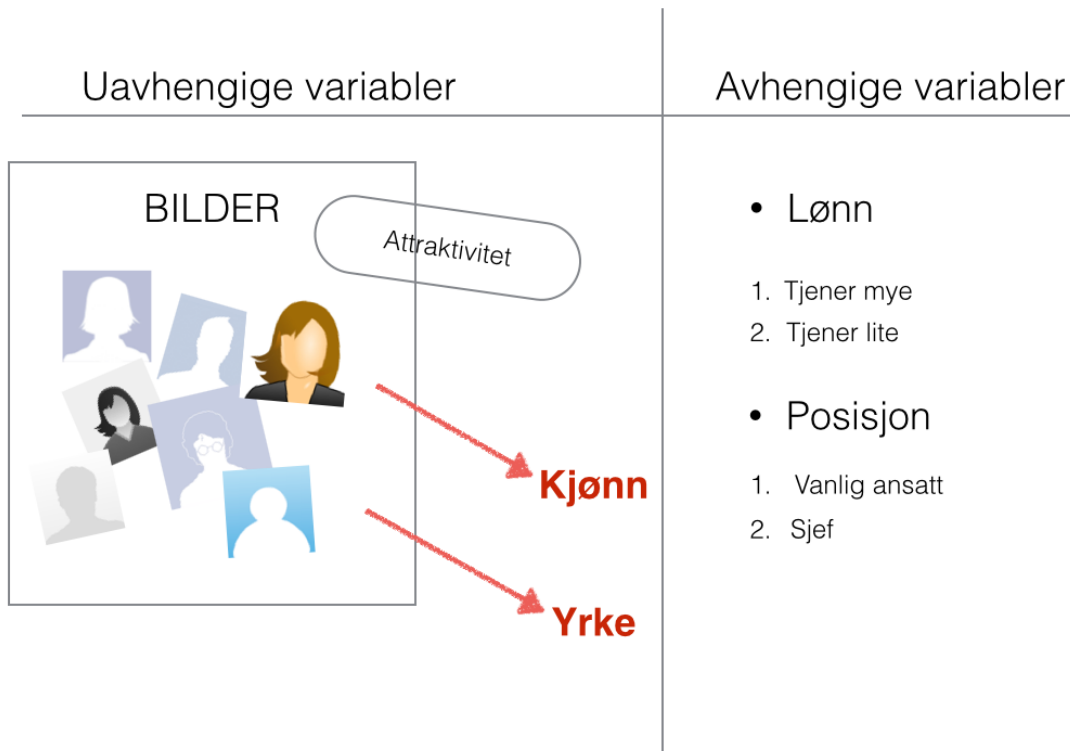 Uavhengige variabler
Avhengige variabler
BILDER
Attraktivitet
Kjønn
Yrke
• Lønn
1. Tjener mye
2. Tjener lite
• Posisjon
1. Vanlig ansatt
2. Sjef